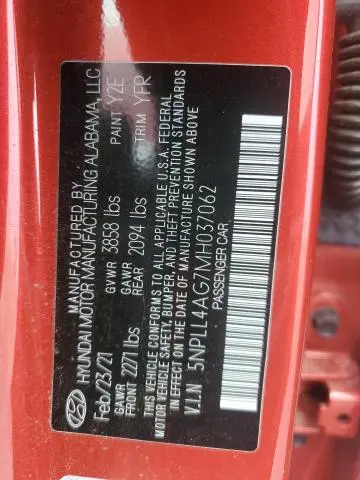 MANUFACTURED BY
HYUNDAI MOTOR MANUFACTURING ALABAMA, LLC
Feb/23/21 GVWR 3858 lbs PAINT Y2E
GAWR FRONT 2271 lbs GAWR REAR 2094 lbs TRIM YFR
THIS VEHICLE CONFORMS TO ALL APPLICABLE U.S.A. FEDERAL
MOTOR VEHICLE SAFETY, BUMPER, AND THEFT PREVENTION STANDARDS
IN EFFECT ON THE DATE OF MANUFACTURE SHOWN ABOVE
V.I.N 5NPLL4AG7MH037062
PASSENGER CAR